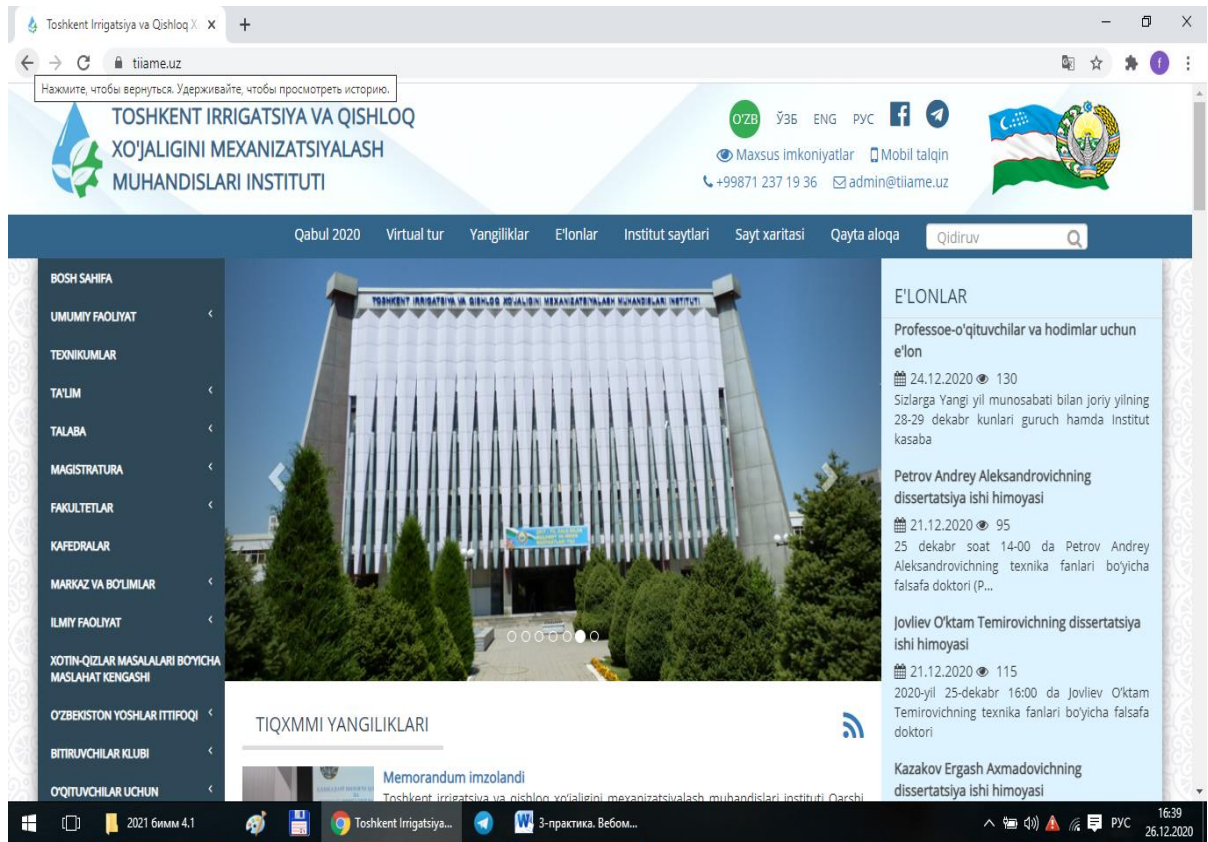 Toshkent Irrigatsiya va Qishloq X
tiiame.uz
Нажмите, чтобы вернуться. Удерживайте, чтобы просмотреть историю.
f
TOSHKENT IRRIGATSIYA VA QISHLOQ
XO'JALIGINI MEXANIZATSIYALASH
MUHANDISLARI INSTITUTI
O'ZB ЎЗБ ENG РУС
Maxsus imkoniyatlar Mobil talqin
+99871 237 19 36 admin@tiiame.uz
Qabul 2020 Virtual tur Yangiliklar E'lonlar Institut saytlari Sayt xaritasi Qayta aloqa Qidiruv
BOSH SAHIFA
UMUMIY FAOLIYAT
TEXNIKUMLAR
TA'LIM
TALABA
MAGISTRATURA
FAKULTETLAR
KAFEDRALAR
MARKAZ VA BO'LIMLAR
ILMIY FAOLIYAT
XOTIN-QIZLAR MASALALARI BO'YICHA
MASLAHAT KENGASHI
O'ZBEKISTON YOSHLAR ITTIFOQI
BITIRUVCHILAR KLUBI
O'QITUVCHILAR UCHUN
TOSHKENT IRRIGATSIYA VA QISHLOQ XO'JALIGINI MEXANIZATSIYALASH MUHANDISLARI INSTITUTI
TIQXMMI YANGILIKLARI
Memorandum imzolandi
Toshkent irrigatsiya va qishloq xo'jaligini mexanizatsiyalash muhandislari instituti Qarshi
E'LONLAR
Professoe-o'qituvchilar va hodimlar uchun
e'lon
24.12.2020 130
Sizlarga Yangi yil munosabati bilan joriy yilning
28-29 dekabr kunlari guruch hamda Institut
kasaba
Petrov Andrey Aleksandrovichning
dissertatsiya ishi himoyasi
21.12.2020 95
25 dekabr soat 14-00 da Petrov Andrey
Aleksandrovichning texnika fanlari bo'yicha
falsafa doktori (P...
Jovliev O'ktam Temirovichning dissertatsiya
ishi himoyasi
21.12.2020 115
2020-yil 25-dekabr 16:00 da Jovliev O'ktam
Temirovichning texnika fanlari bo'yicha falsafa
doktori
Kazakov Ergash Axmadovichning
dissertatsiya ishi himoyasi
2021 бимм 4.1
Toshkent Irrigatsiya...
3-практика. Вебом...
РУС
16:39
26.12.2020